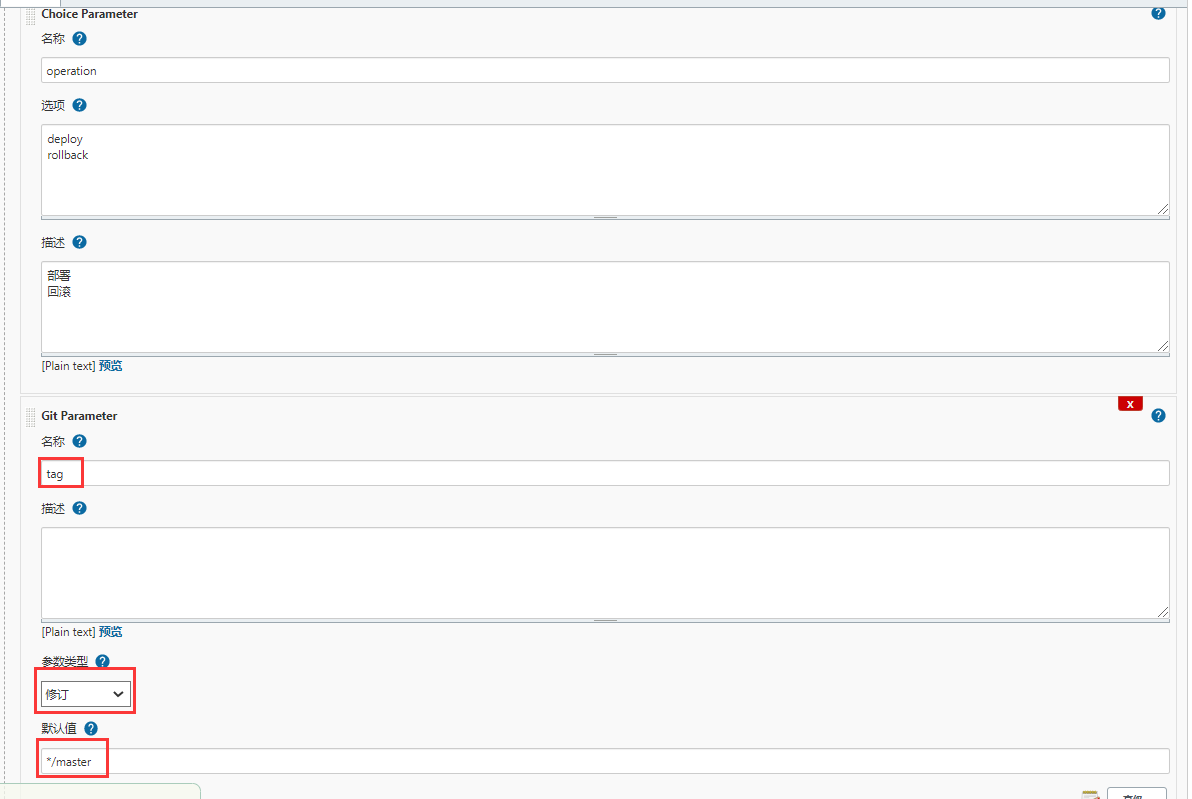 Choice Parameter
名称
operation
选项
deploy
rollback
描述
部署
回滚
[Plain text] 预览
Git Parameter
x
名称
tag
描述
[Plain text] 预览
参数类型
修订
默认值
*/master